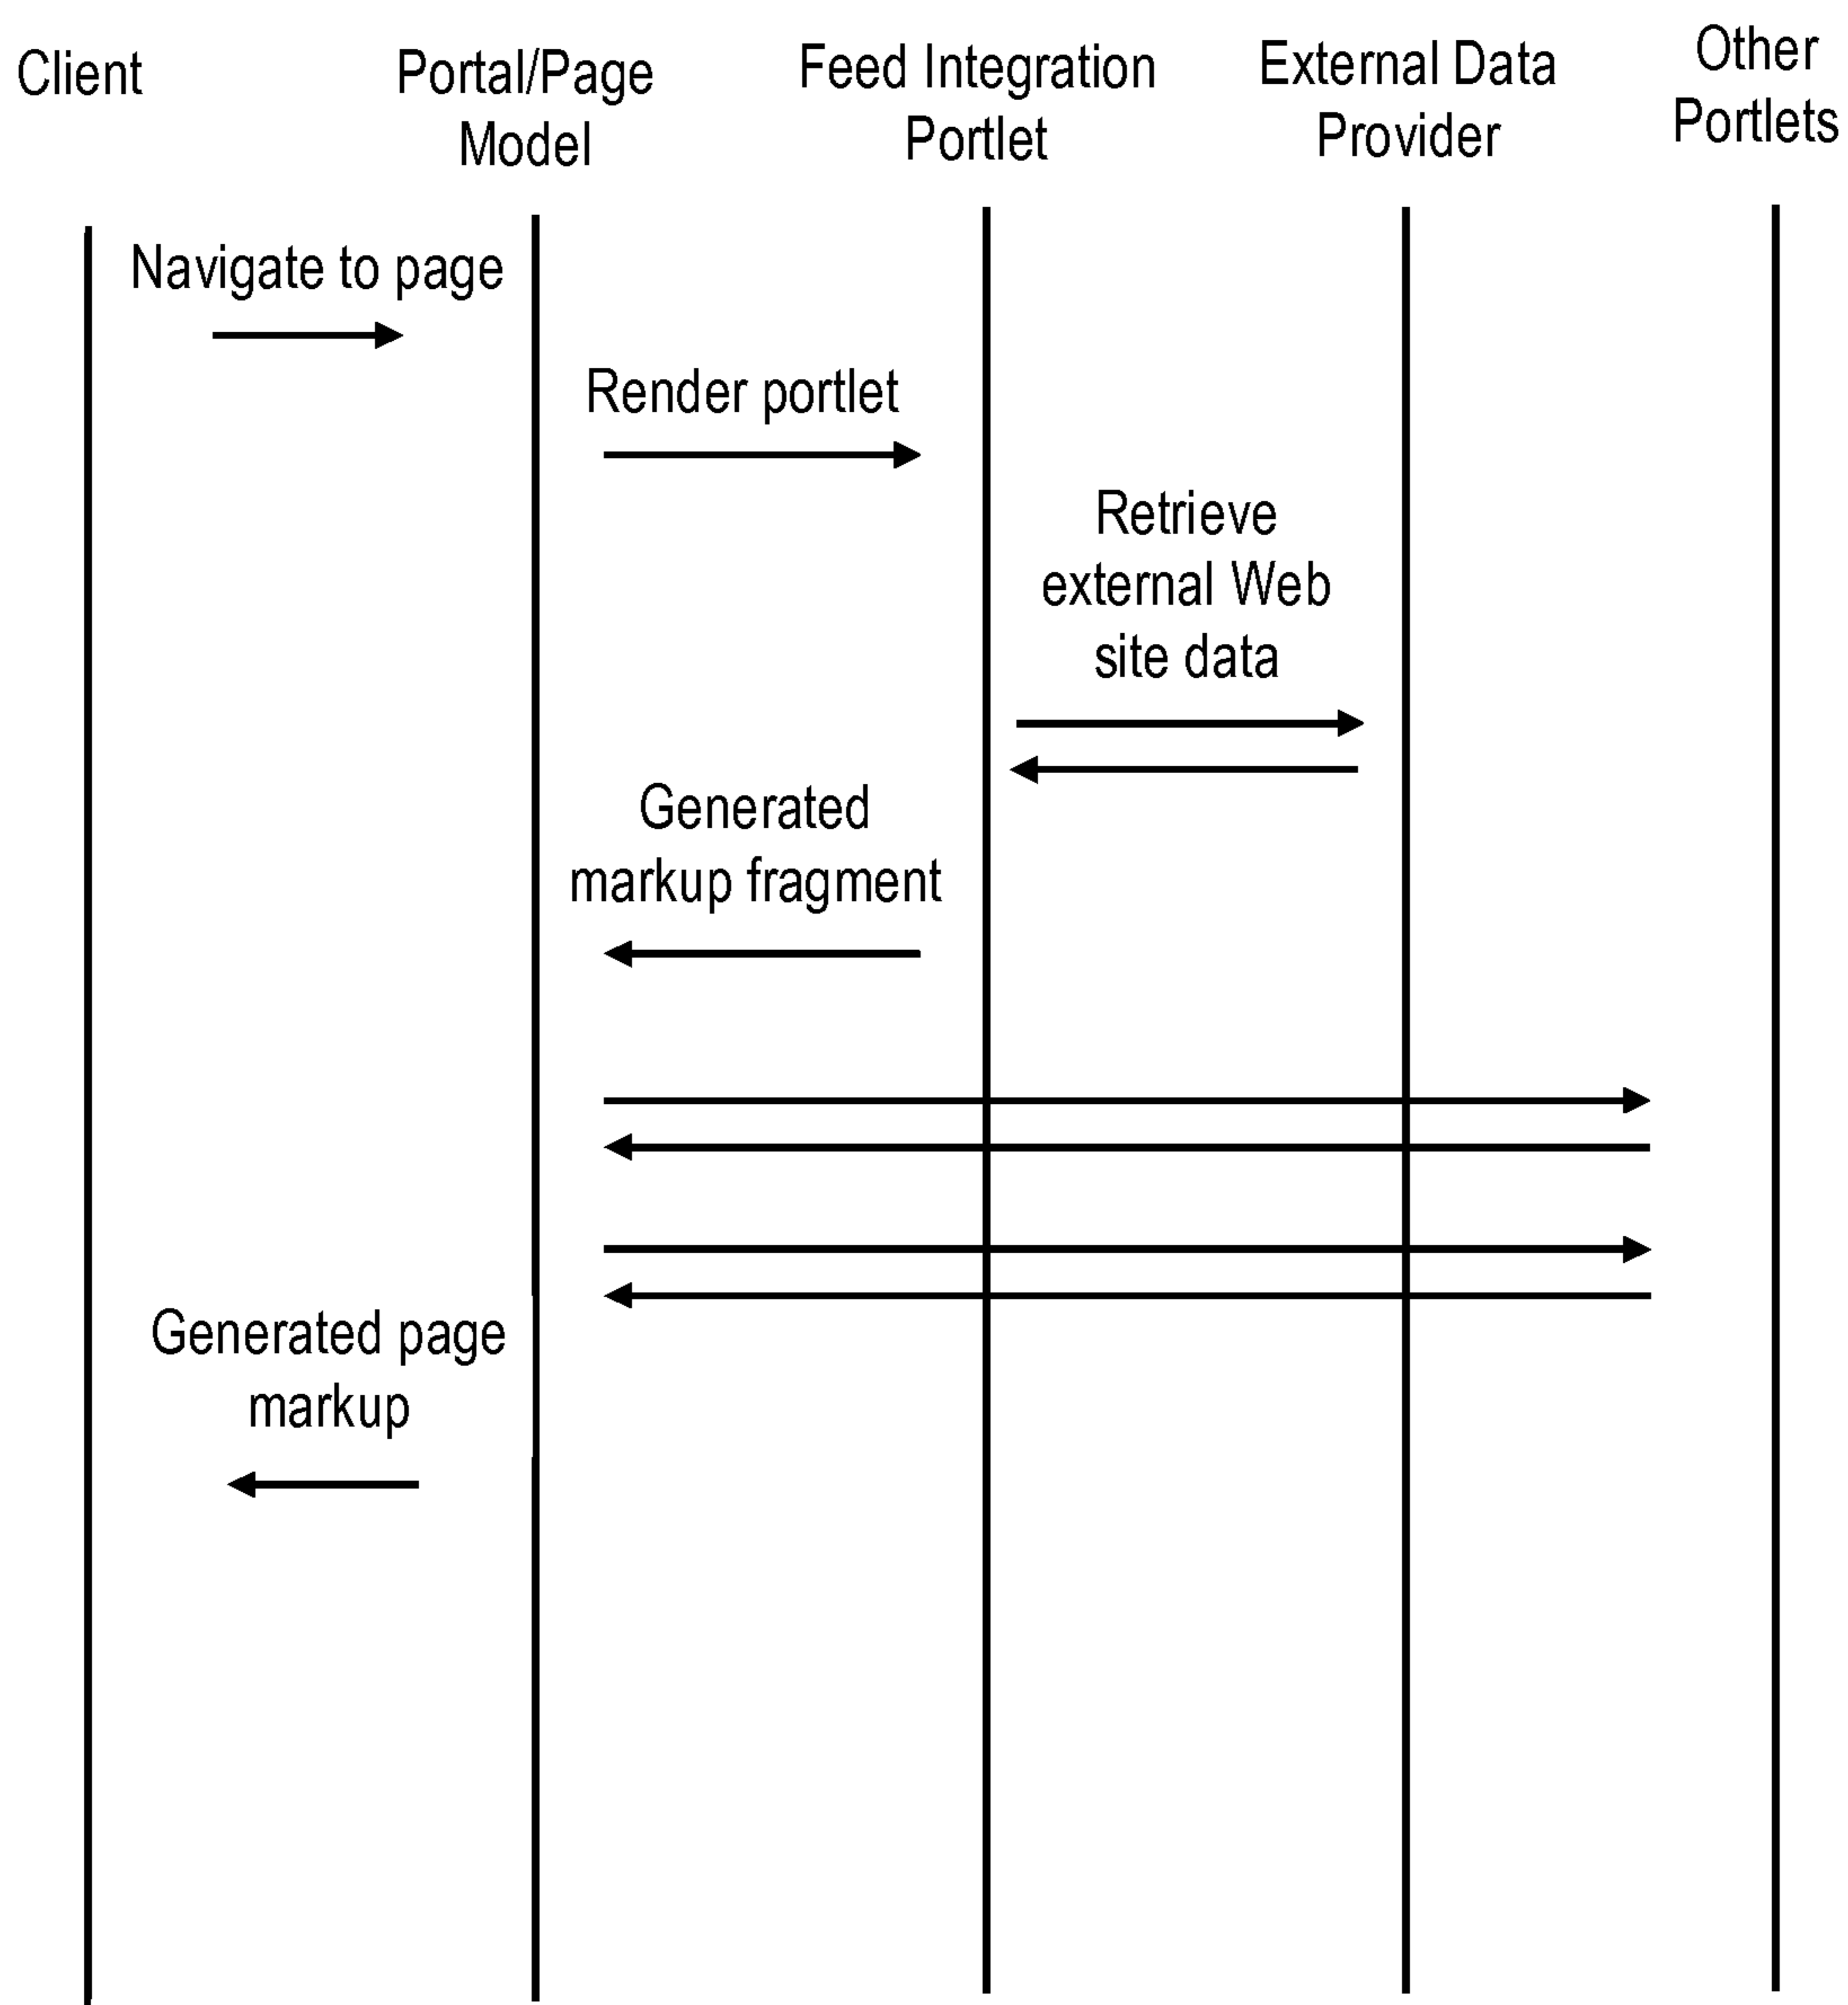 Client
Portal/Page
Model
Feed Integration
Portlet
External Data
Provider
Other
Portlets
Navigate to page
Render portlet
Retrieve
external Web
site data
Generated
markup fragment
Generated page
markup